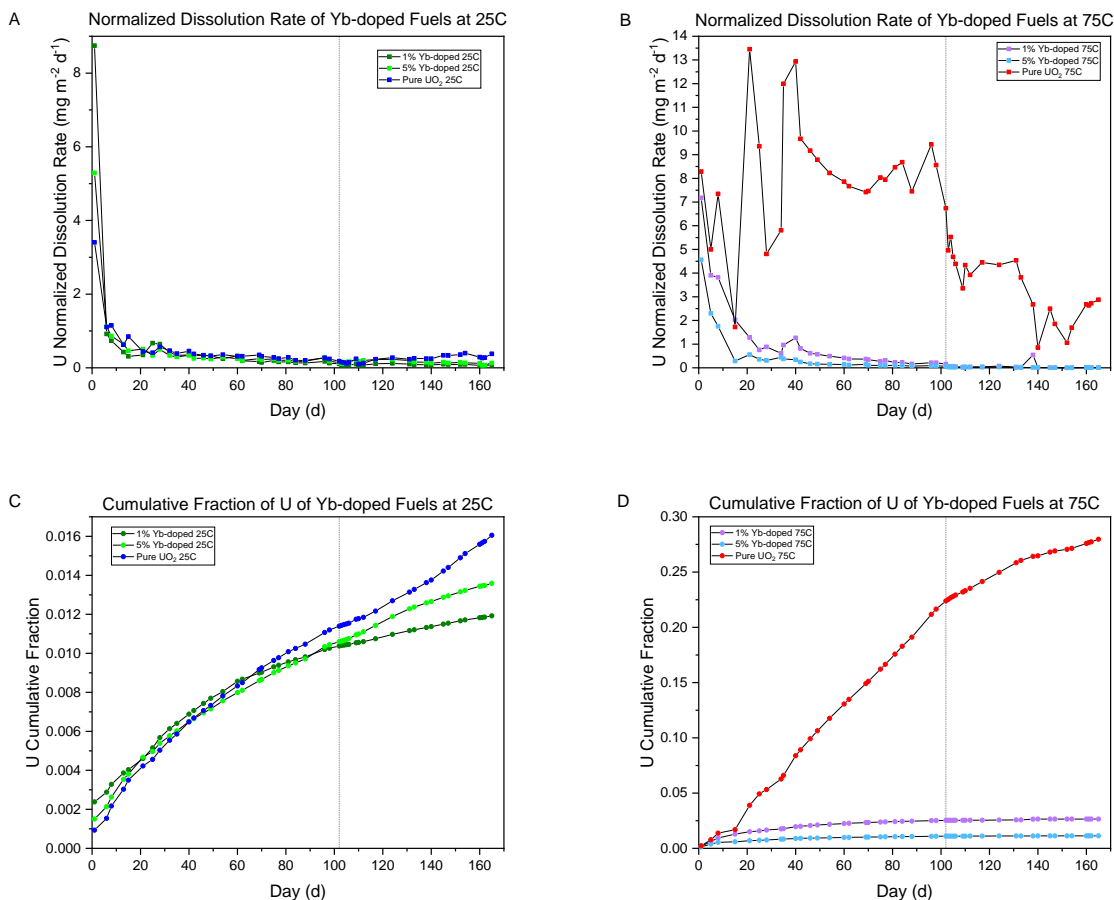 A
Normalized Dissolution Rate of Yb-doped Fuels at 25C
1% Yb-doped 25C
5% Yb-doped 25C
Pure UO₂ 25C
U Normalized Dissolution Rate (mg m⁻² d⁻¹)
8
6
4
2
0
0 20 40 60 80 100 120 140 160
Day (d)
B
Normalized Dissolution Rate of Yb-doped Fuels at 75C
1% Yb-doped 75C
5% Yb-doped 75C
Pure UO₂ 75C
U Normalized Dissolution Rate (mg m⁻² d⁻¹)
14
13
12
11
10
9
8
7
6
5
4
3
2
1
0
0 20 40 60 80 100 120 140 160
Day (d)
C
Cumulative Fraction of U of Yb-doped Fuels at 25C
1% Yb-doped 25C
5% Yb-doped 25C
Pure UO₂ 25C
U Cumulative Fraction
0.016
0.014
0.012
0.010
0.008
0.006
0.004
0.002
0.000
0 20 40 60 80 100 120 140 160
Day (d)
D
Cumulative Fraction of U of Yb-doped Fuels at 75C
1% Yb-doped 75C
5% Yb-doped 75C
Pure UO₂ 75C
U Cumulative Fraction
0.30
0.25
0.20
0.15
0.10
0.05
0.00
0 20 40 60 80 100 120 140 160
Day (d)